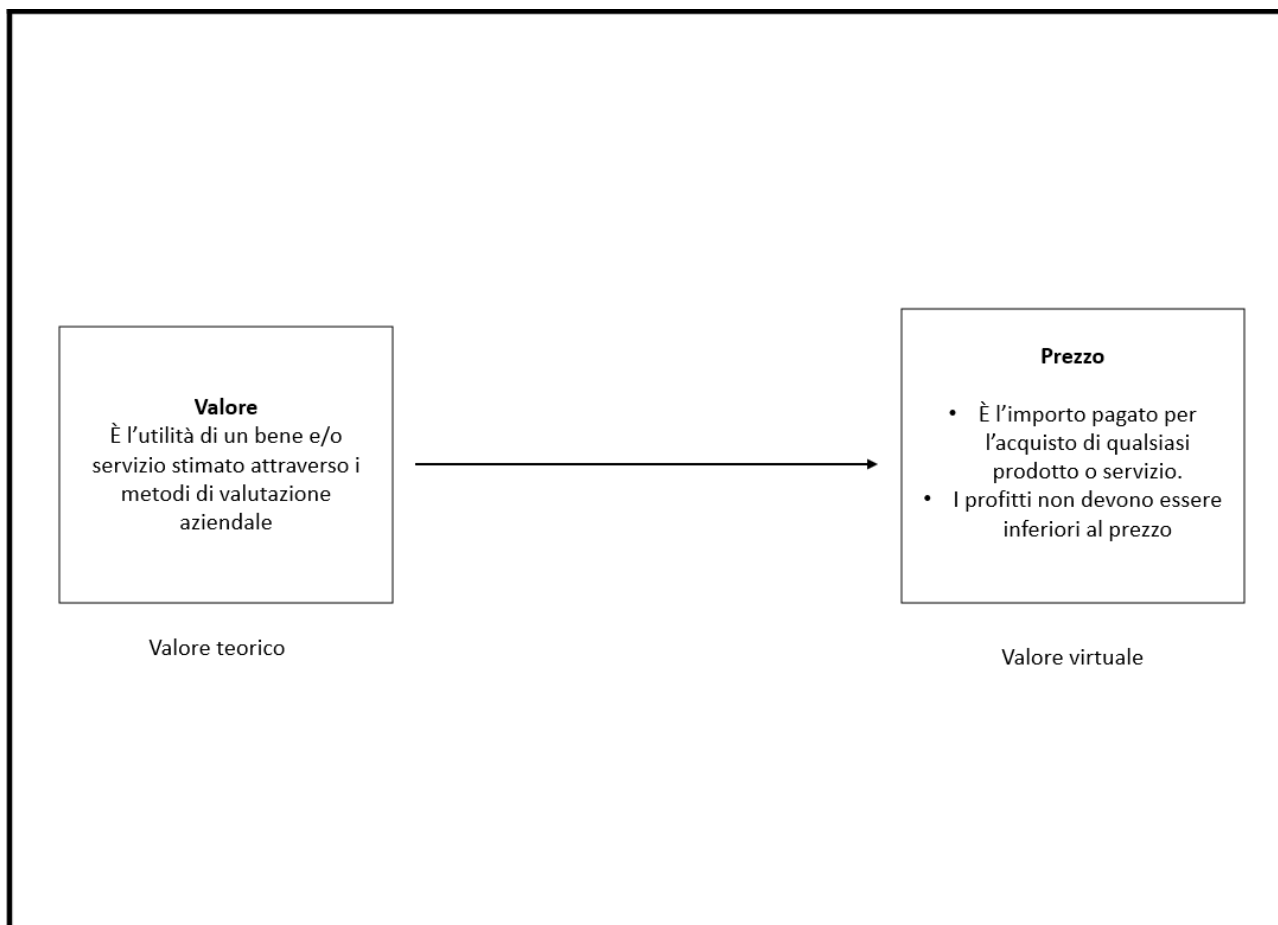 Valore
È l’utilità di un bene e/o
servizio stimato attraverso i
metodi di valutazione
aziendale
Valore teorico
Prezzo
• È l’importo pagato per
l’acquisto di qualsiasi
prodotto o servizio.
• I profitti non devono essere
inferiori al prezzo
Valore virtuale